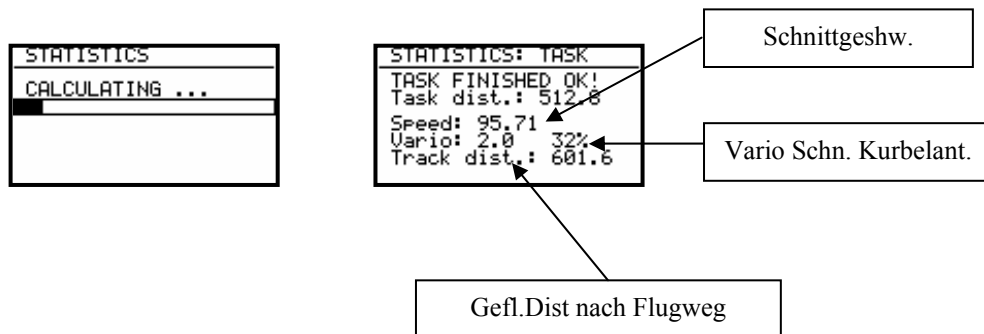 STATISTICS
CALCULATING ...
STATISTICS: TASK
TASK FINISHED OK!
Task dist.: 512.8
Speed: 95.71
Vario: 2.0 32%
Track dist.: 601.6
Schnittgeshw.
Vario Schn. Kurbelant.
Gefl.Dist nach Flugweg